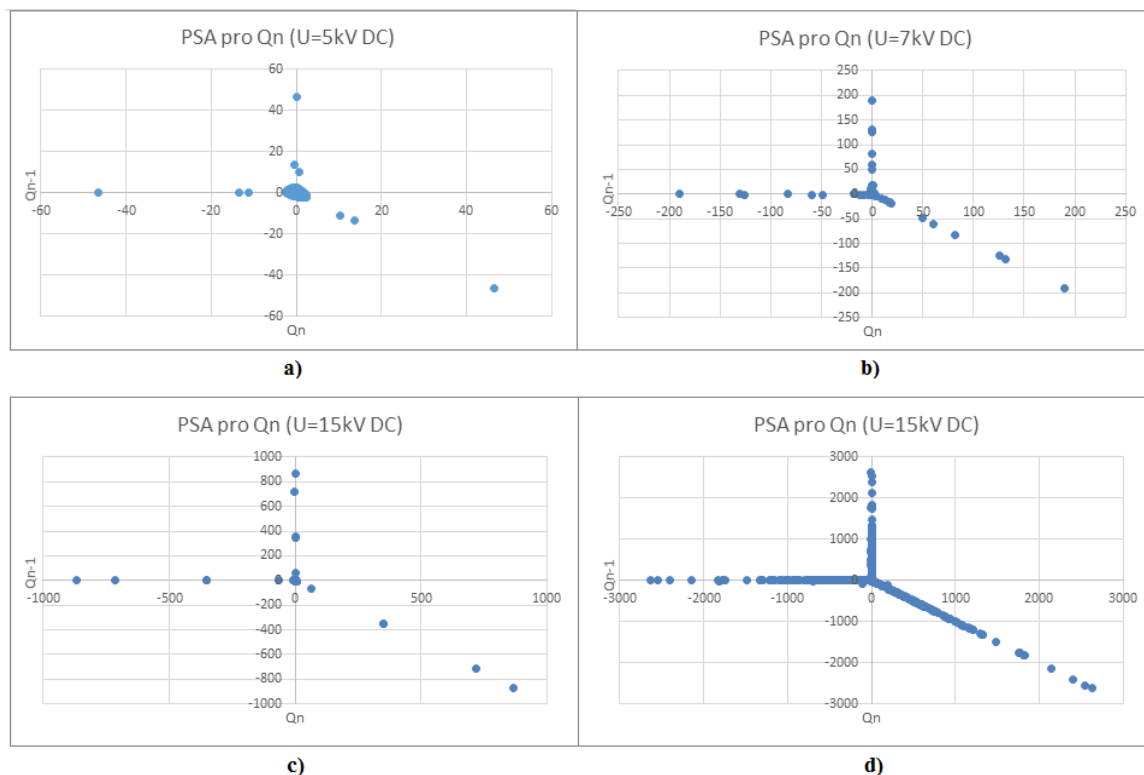 PSA pro Qn (U=5kV DC)
60
40
20
0
-20
-40
-60
-60 -40 -20 0 20 40 60
Qn-1
Qn
a)
PSA pro Qn (U=7kV DC)
250
200
150
100
50
0
-50
-100
-150
-200
-250
-250 -200 -150 -100 -50 0 50 100 150 200 250
Qn-1
Qn
b)
PSA pro Qn (U=15kV DC)
1000
800
600
400
200
0
-200
-400
-600
-800
-1000
-1000 -500 0 500 1000
Qn-1
Qn
c)
PSA pro Qn (U=15kV DC)
3000
2000
1000
0
-1000
-2000
-3000
-3000 -2000 -1000 0 1000 2000 3000
Qn-1
Qn
d)